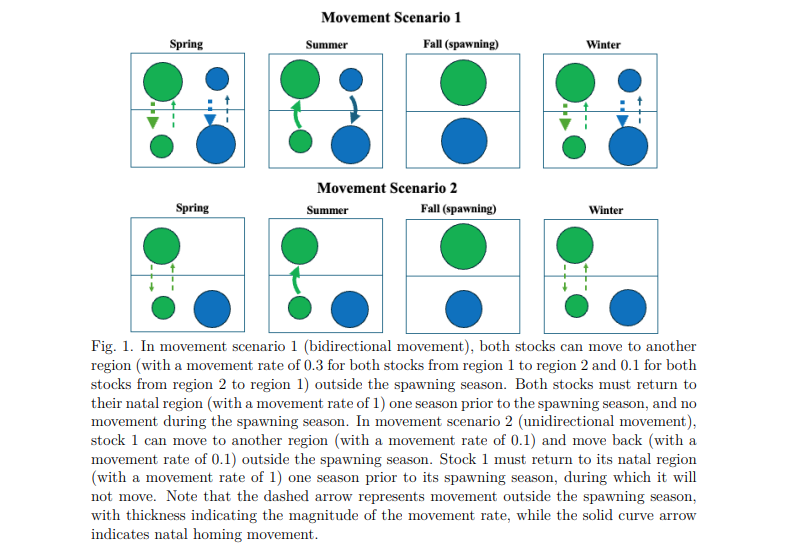 Movement Scenario 1
Spring
Summer
Fall (spawning)
Winter
Movement Scenario 2
Spring
Summer
Fall (spawning)
Winter
Fig. 1. In movement scenario 1 (bidirectional movement), both stocks can move to another
region (with a movement rate of 0.3 for both stocks from region 1 to region 2 and 0.1 for both
stocks from region 2 to region 1) outside the spawning season. Both stocks must return to
their natal region (with a movement rate of 1) one season prior to the spawning season, and no
movement during the spawning season. In movement scenario 2 (unidirectional movement),
stock 1 can move to another region (with a movement rate of 0.1) and move back (with a
movement rate of 0.1) outside the spawning season. Stock 1 must return to its natal region
(with a movement rate of 1) one season prior to its spawning season, during which it will
not move. Note that the dashed arrow represents movement outside the spawning season,
with thickness indicating the magnitude of the movement rate, while the solid curve arrow
indicates natal homing movement.